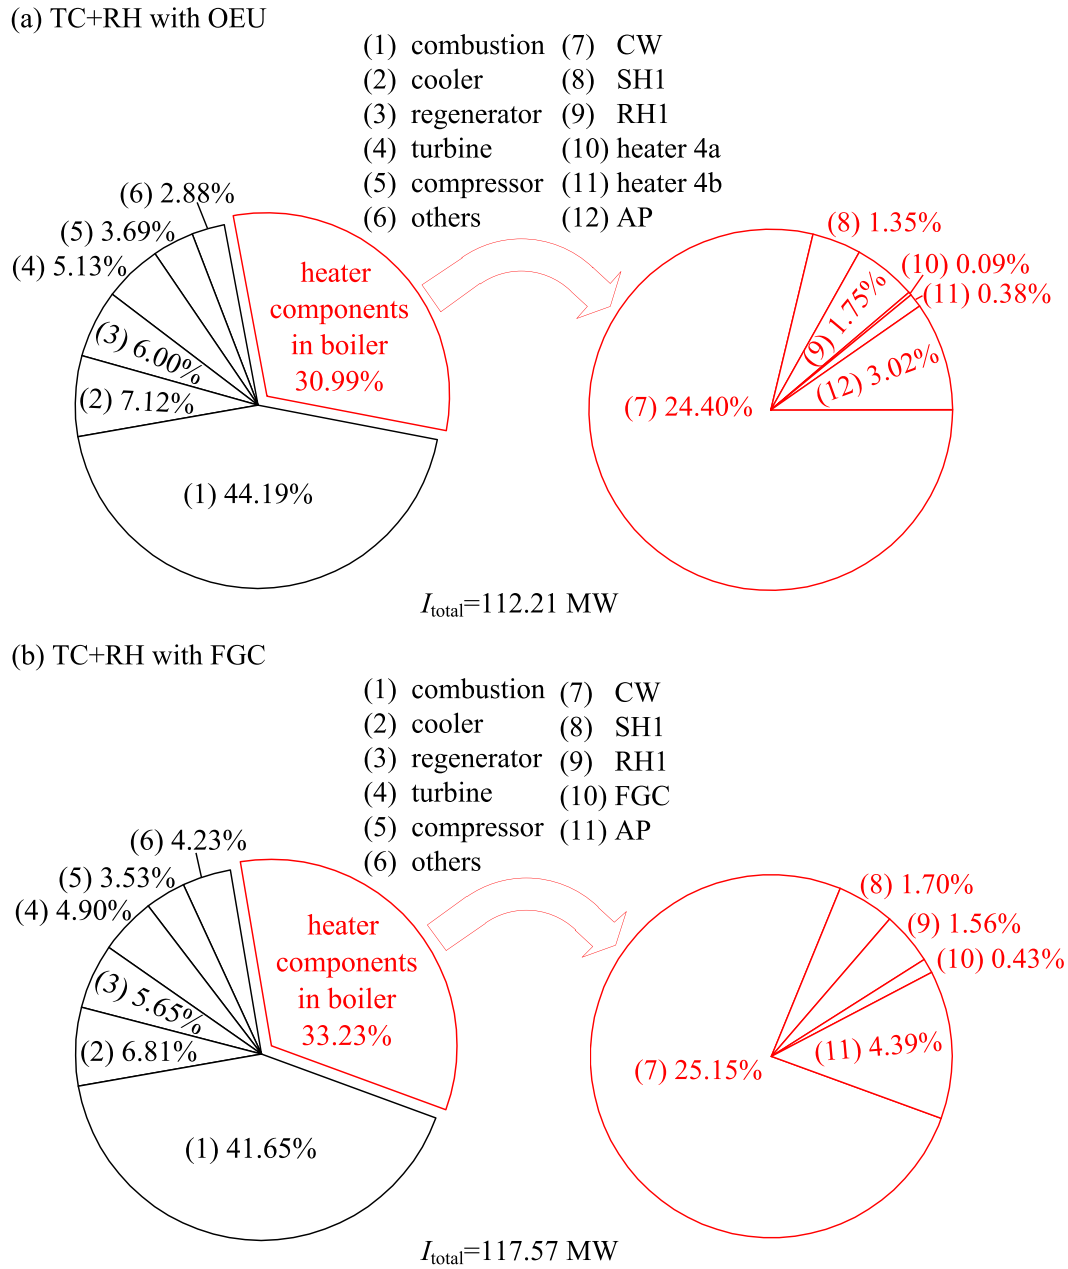 (a) TC+RH with OEU
(1) combustion (7) CW
(2) cooler (8) SH1
(3) regenerator (9) RH1
(4) turbine (10) heater 4a
(5) compressor (11) heater 4b
(6) others (12) AP
(6) 2.88%
(5) 3.69%
(4) 5.13%
(3) 6.00%
(2) 7.12%
(1) 44.19%
heater
components
in boiler
30.99%
(8) 1.35%
(10) 0.09%
(11) 0.38%
(9) 1.75%
(12) 3.02%
(7) 24.40%
Itotal=112.21 MW
(b) TC+RH with FGC
(1) combustion (7) CW
(2) cooler (8) SH1
(3) regenerator (9) RH1
(4) turbine (10) FGC
(5) compressor (11) AP
(6) others
(6) 4.23%
(5) 3.53%
(4) 4.90%
(3) 5.65%
(2) 6.81%
(1) 41.65%
heater
components
in boiler
33.23%
(8) 1.70%
(9) 1.56%
(10) 0.43%
(11) 4.39%
(7) 25.15%
Itotal=117.57 MW